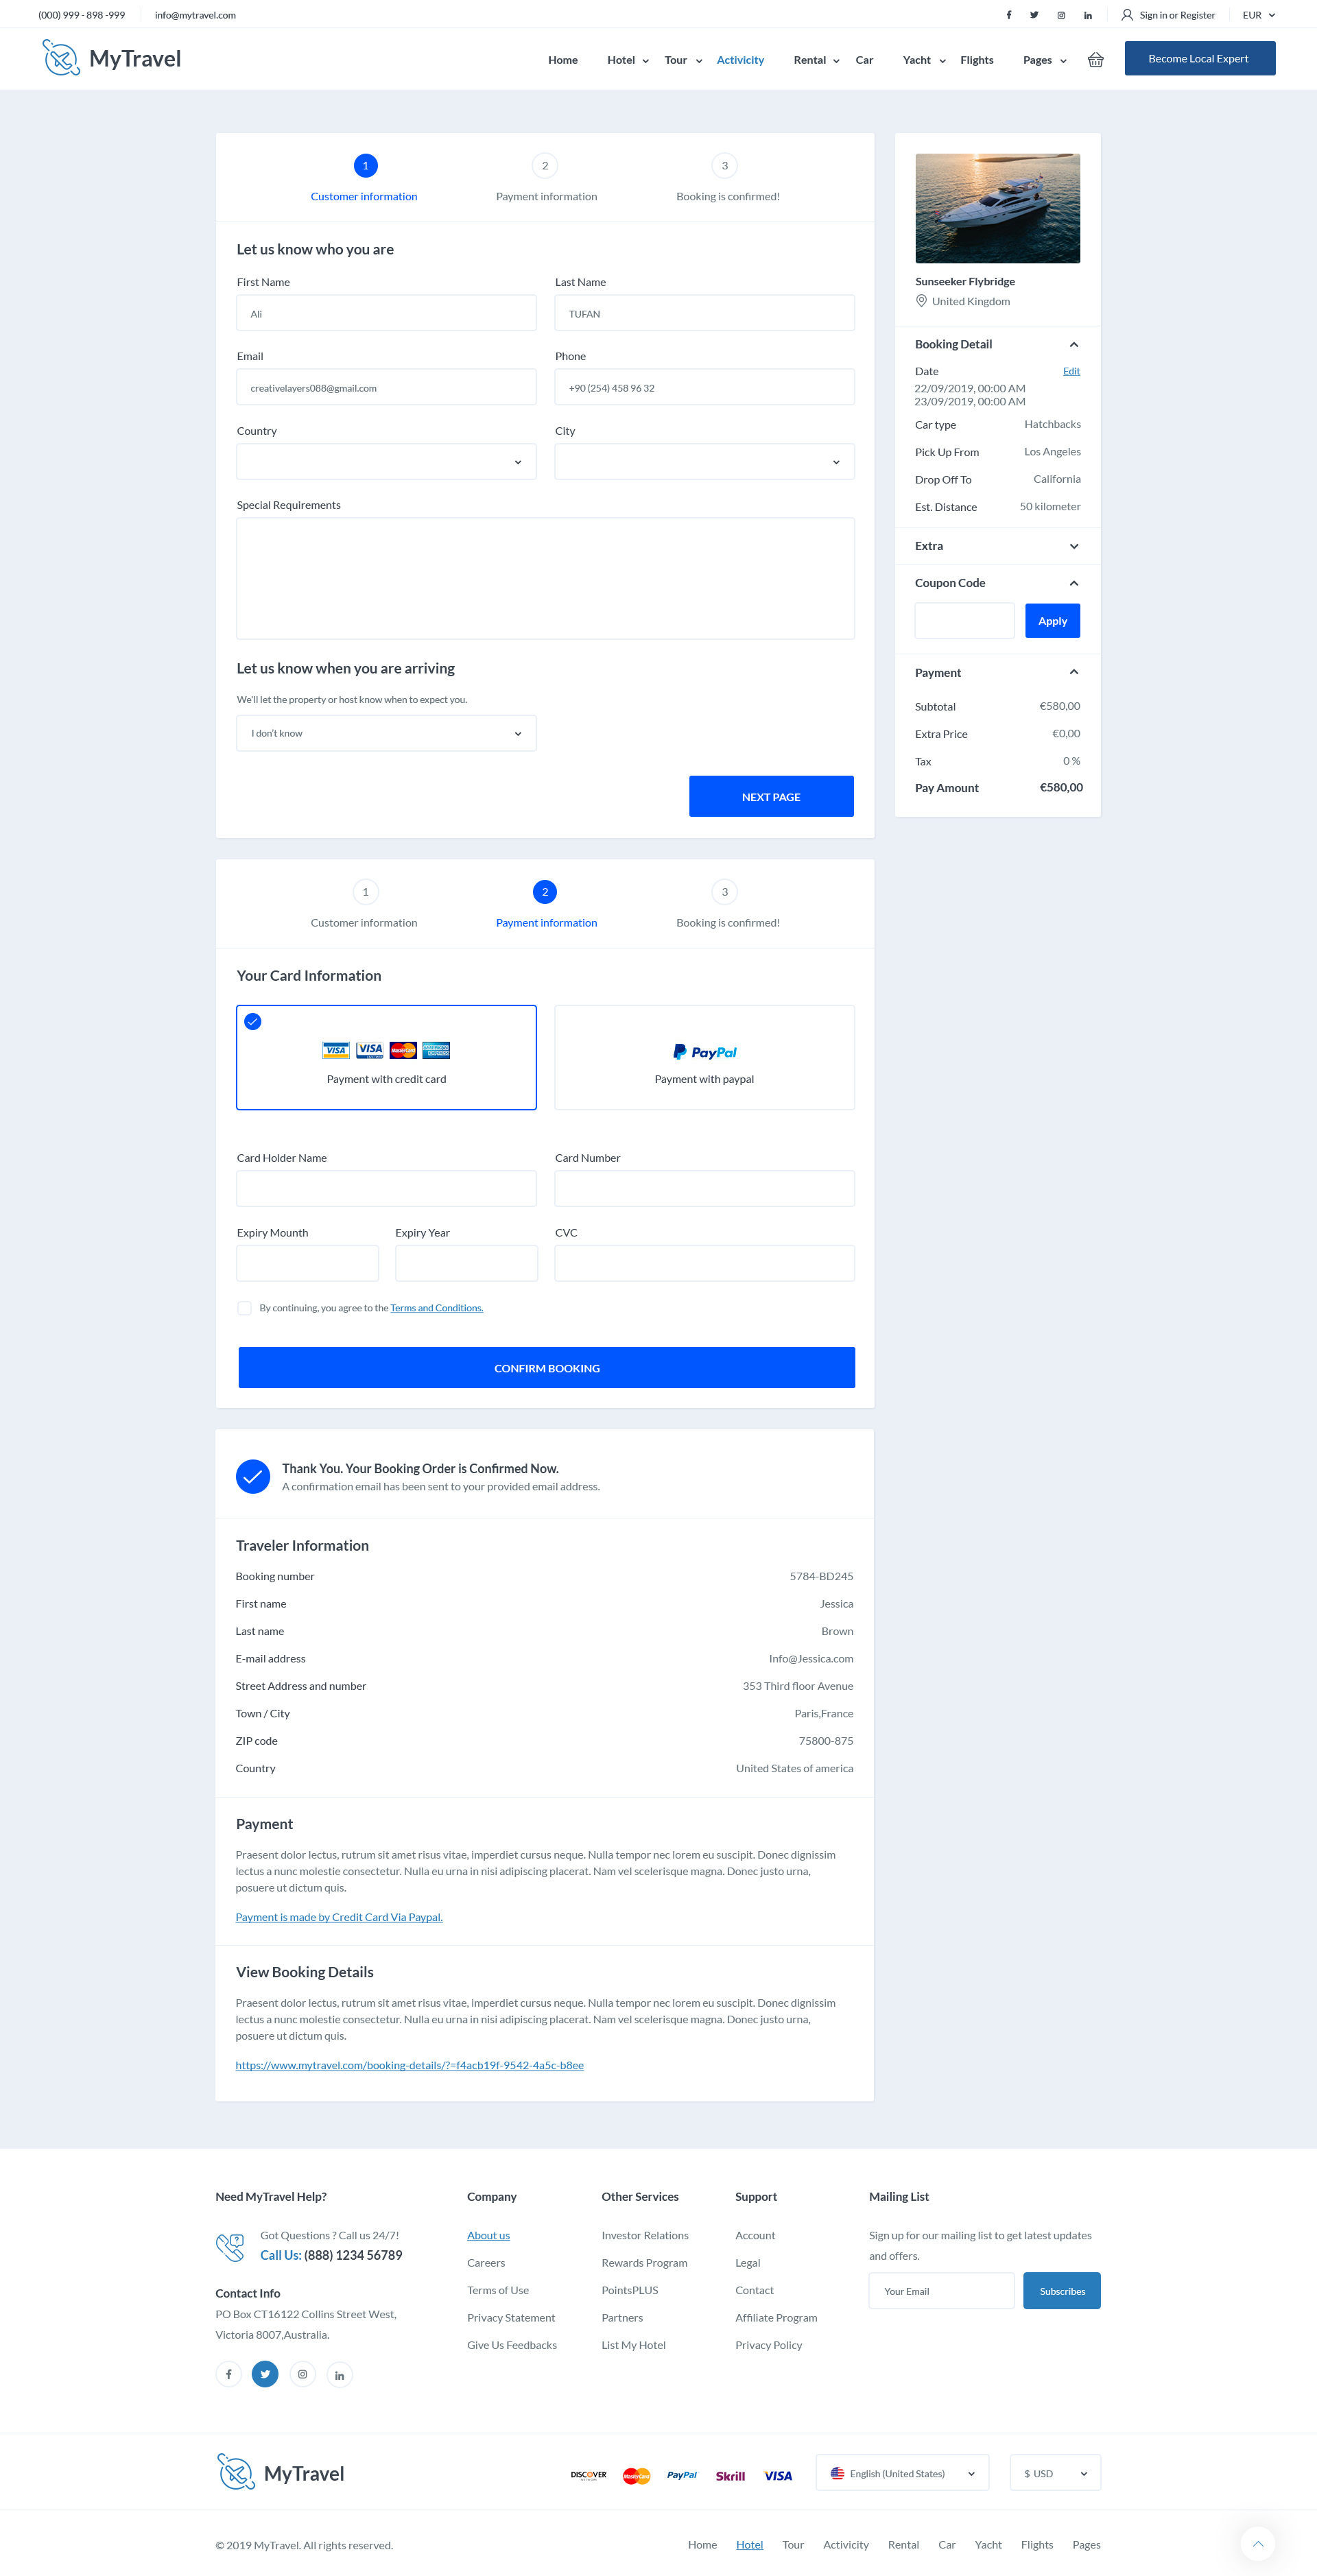 (000) 999 - 898 -999
info@mytravel.com
Sign in or Register
EUR
MyTravel
Home
Hotel
Tour
Activicity
Rental
Car
Yacht
Flights
Pages
Become Local Expert
1
2
3
Customer information
Payment information
Booking is confirmed!
Let us know who you are
First Name
Last Name
Ali
TUFAN
Email
Phone
creativelayers088@gmail.com
+90 (254) 458 96 32
Country
City
Special Requirements
Let us know when you are arriving
We'll let the property or host know when to expect you.
I don't know
NEXT PAGE
Sunseeker Flybridge
United Kingdom
Booking Detail
Date
Edit
22/09/2019, 00:00 AM
23/09/2019, 00:00 AM
Car type
Hatchbacks
Pick Up From
Los Angeles
Drop Off To
California
Est. Distance
50 kilometer
Extra
Coupon Code
Apply
Payment
Subtotal
€580,00
Extra Price
€0,00
Tax
0 %
Pay Amount
€580,00
1
2
3
Customer information
Payment information
Booking is confirmed!
Your Card Information
VISA
VISA
MasterCard
AMERICAN EXPRESS
PayPal
Payment with credit card
Payment with paypal
Card Holder Name
Card Number
Expiry Mounth
Expiry Year
CVC
By continuing, you agree to the Terms and Conditions.
CONFIRM BOOKING
Thank You. Your Booking Order is Confirmed Now.
A confirmation email has been sent to your provided email address.
Traveler Information
Booking number
5784-BD245
First name
Jessica
Last name
Brown
E-mail address
Info@Jessica.com
Street Address and number
353 Third floor Avenue
Town / City
Paris,France
ZIP code
75800-875
Country
United States of america
Payment
Praesent dolor lectus, rutrum sit amet risus vitae, imperdiet cursus neque. Nulla tempor nec lorem eu suscipit. Donec dignissim
lectus a nunc molestie consectetur. Nulla eu urna in nisi adipiscing placerat. Nam vel scelerisque magna. Donec justo urna,
posuere ut dictum quis.
Payment is made by Credit Card Via Paypal.
View Booking Details
Praesent dolor lectus, rutrum sit amet risus vitae, imperdiet cursus neque. Nulla tempor nec lorem eu suscipit. Donec dignissim
lectus a nunc molestie consectetur. Nulla eu urna in nisi adipiscing placerat. Nam vel scelerisque magna. Donec justo urna,
posuere ut dictum quis.
https://www.mytravel.com/booking-details/?=f4acb19f-9542-4a5c-b8ee
Need MyTravel Help?
Got Questions ? Call us 24/7!
Call Us: (888) 1234 56789
Contact Info
PO Box CT16122 Collins Street West,
Victoria 8007,Australia.
Company
About us
Careers
Terms of Use
Privacy Statement
Give Us Feedbacks
Other Services
Investor Relations
Rewards Program
PointsPLUS
Partners
List My Hotel
Support
Account
Legal
Contact
Affiliate Program
Privacy Policy
Mailing List
Sign up for our mailing list to get latest updates
and offers.
Your Email
Subscribes
MyTravel
DISCOVER
MasterCard
PayPal
Skrill
VISA
English (United States)
$ USD
© 2019 MyTravel. All rights reserved.
Home
Hotel
Tour
Activicity
Rental
Car
Yacht
Flights
Pages